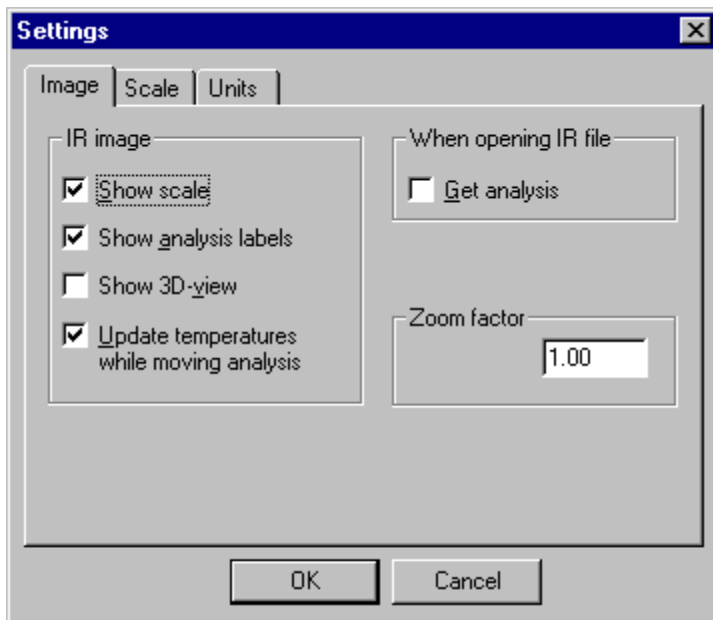 Settings
Image Scale Units
IR image
Show scale
Show analysis labels
Show 3D-view
Update temperatures
while moving analysis
When opening IR file
Get analysis
Zoom factor
1.00
OK Cancel